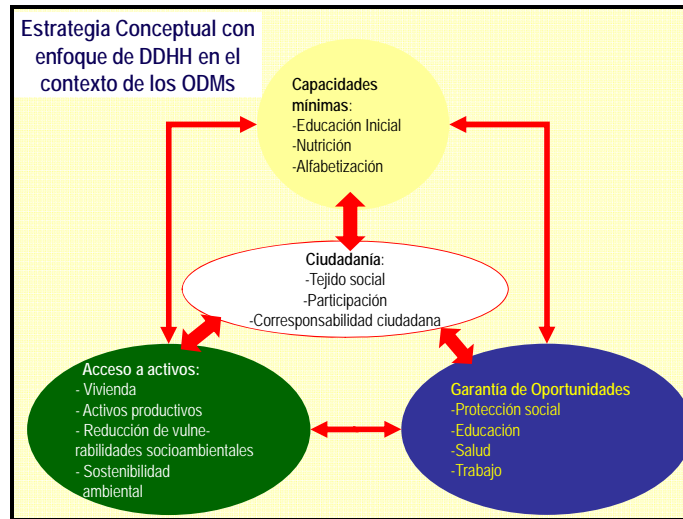 Estrategia Conceptual con
enfoque de DDHH en el
contexto de los ODMs
Capacidades
mínimas:
-Educación Inicial
-Nutrición
-Alfabetización
Ciudadanía:
-Tejido social
-Participación
-Corresponsabilidad ciudadana
Acceso a activos:
- Vivienda
- Activos productivos
- Reducción de vulne-
rabilidades socioambientales
- Sostenibilidad
ambiental
Garantía de Oportunidades
-Protección social
-Educación
-Salud
-Trabajo